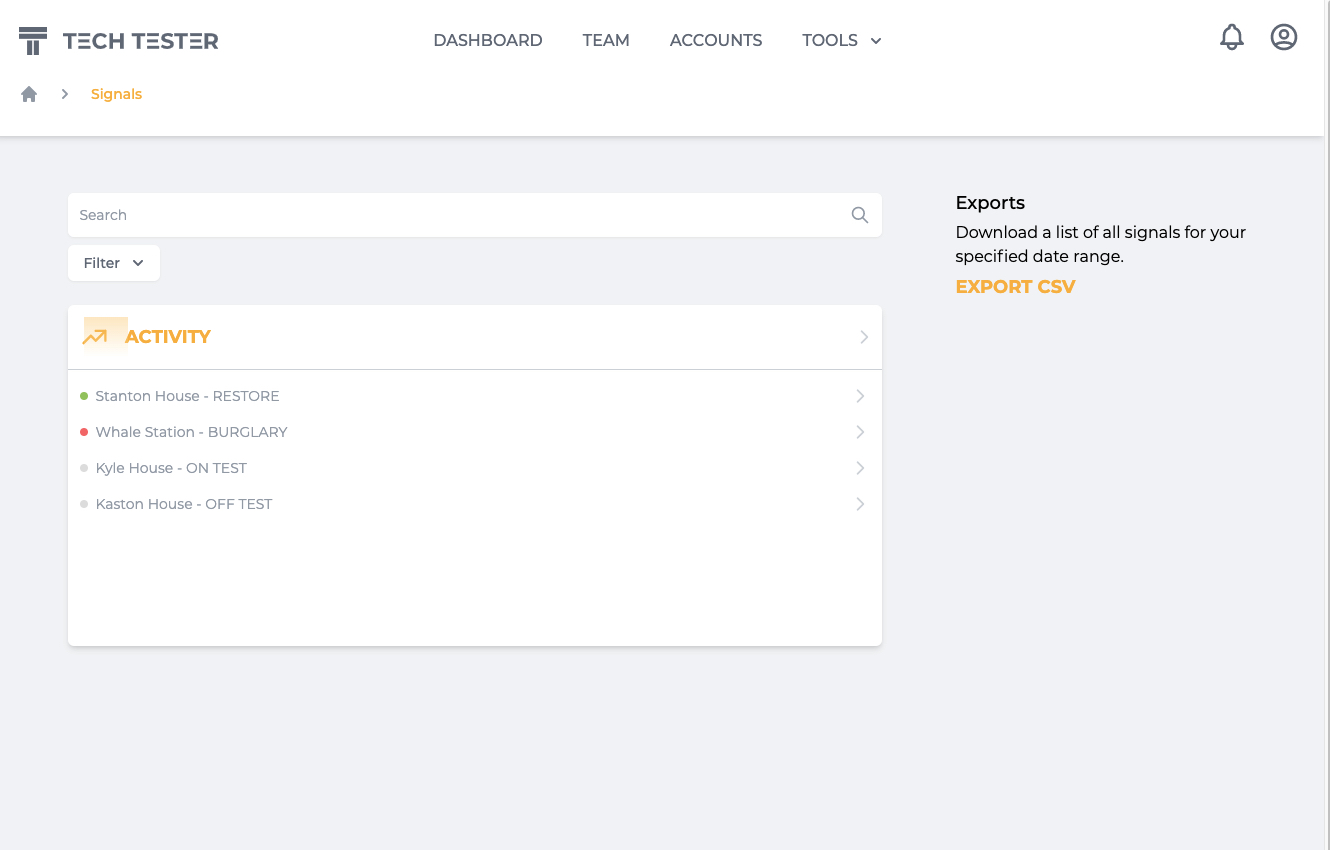 TECH TESTER
DASHBOARD TEAM ACCOUNTS TOOLS
Signals
Search
Filter
Exports
Download a list of all signals for your
specified date range.
EXPORT CSV
ACTIVITY
Stanton House - RESTORE
Whale Station - BURGLARY
Kyle House - ON TEST
Kaston House - OFF TEST